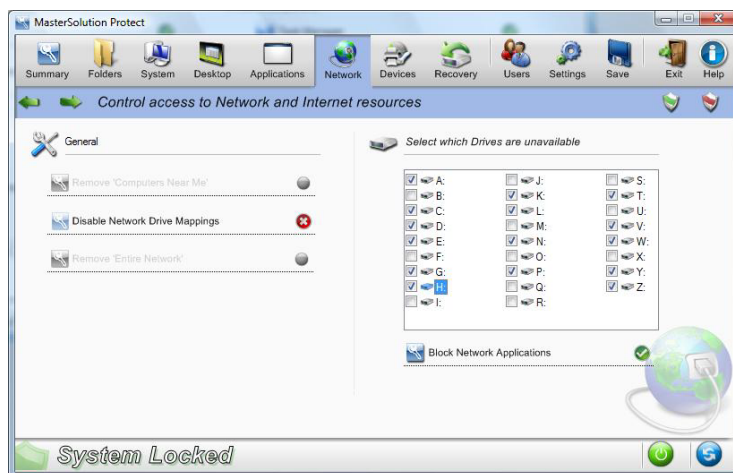 MasterSolution Protect
Summary Folders System Desktop Applications Network Devices Recovery Users Settings Save Exit Help
Control access to Network and Internet resources
General
Remove 'Computers Near Me'
Disable Network Drive Mappings
Remove 'Entire Network'
Select which Drives are unavailable
A: J: S:
B: K: T:
C: L: U:
D: M: V:
E: N: W:
F: O: X:
G: P: Y:
H: Q: Z:
I: R:
Block Network Applications
System Locked